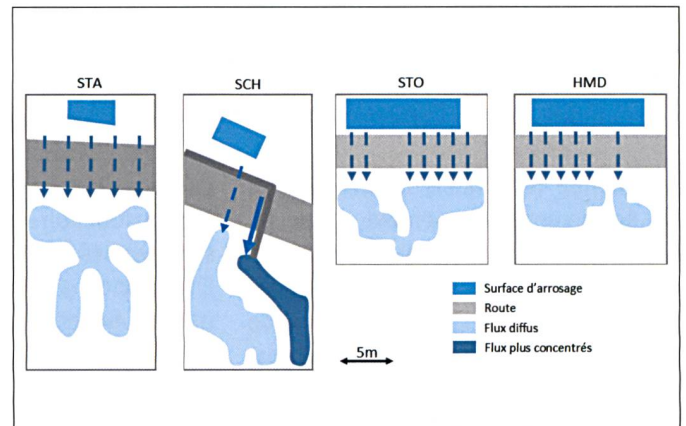 STA
SCH
STO
HMD
Surface d'arrosage
Route
Flux diffus
Flux plus concentrés
5m